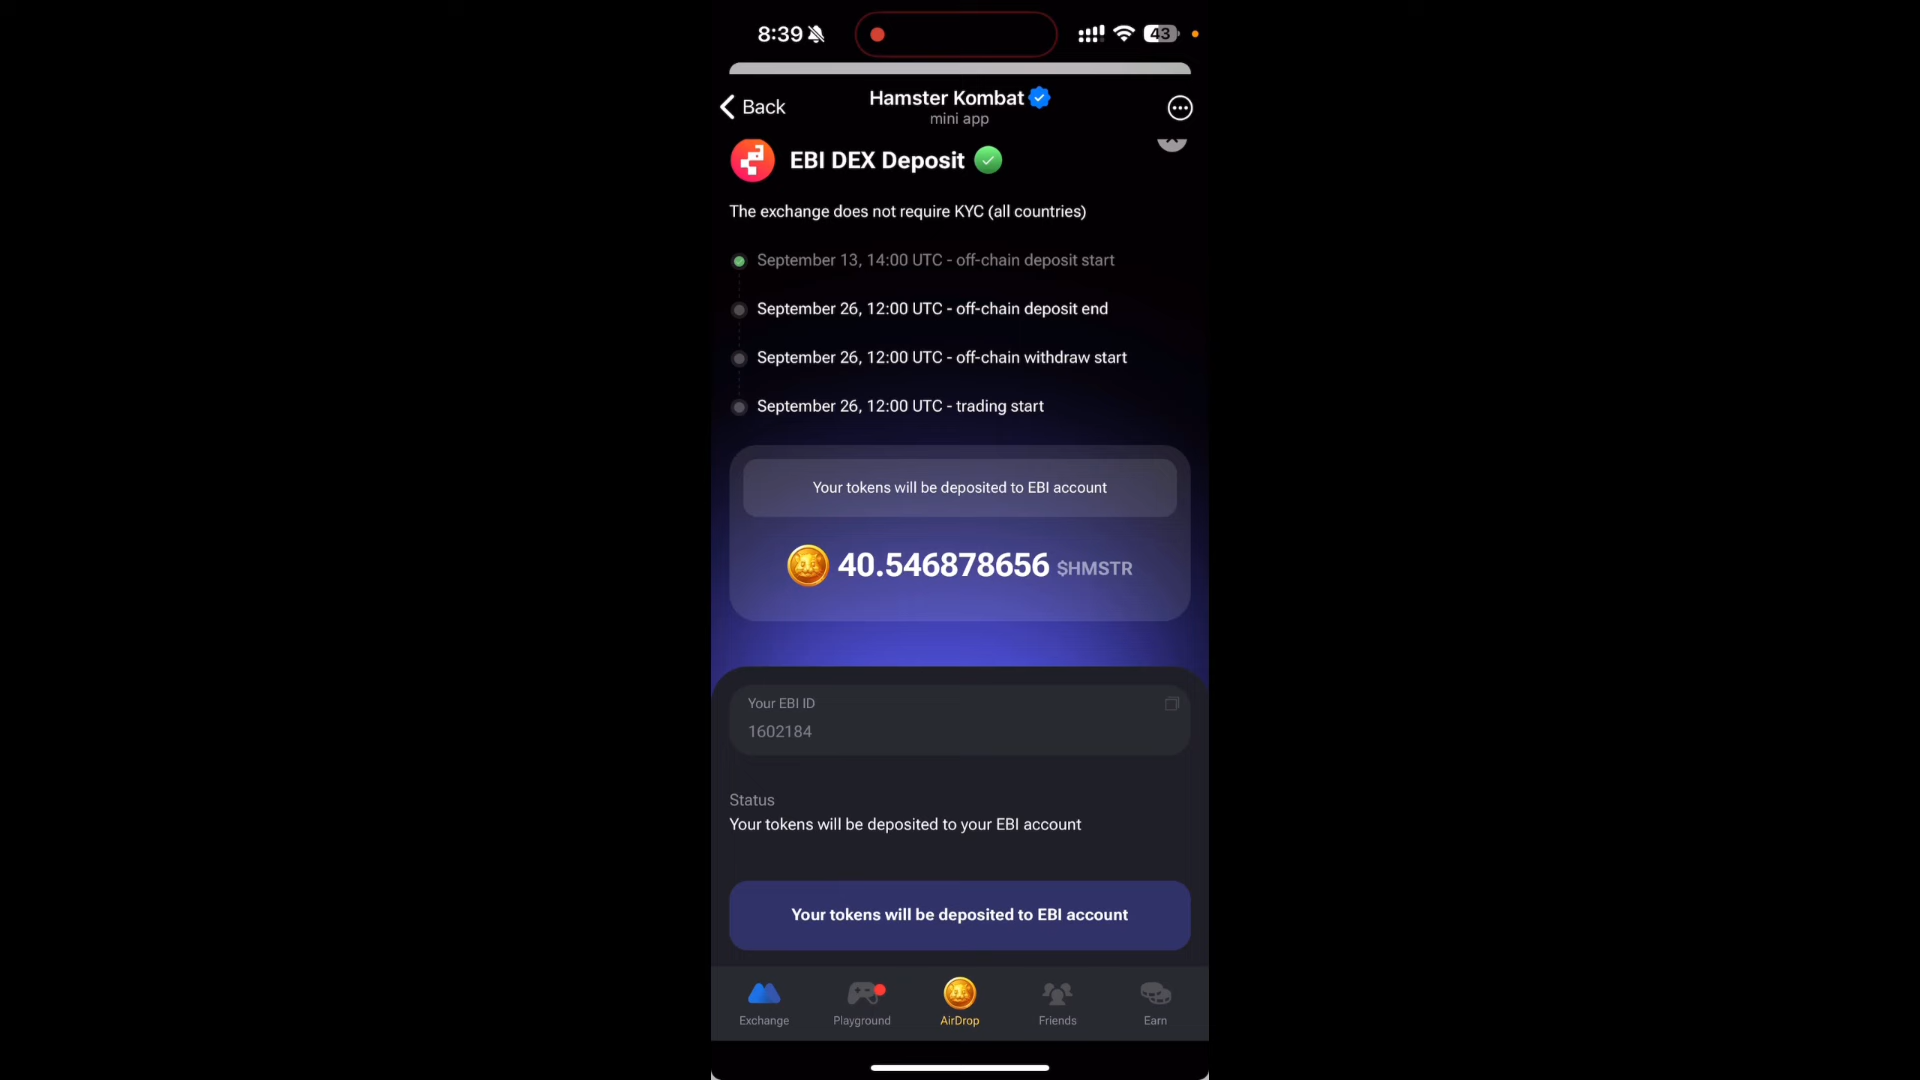 8:39
43
Back
Hamster Kombat
mini app
EBI DEX Deposit
The exchange does not require KYC (all countries)
September 13, 14:00 UTC - off-chain deposit start
September 26, 12:00 UTC - off-chain deposit end
September 26, 12:00 UTC - off-chain withdraw start
September 26, 12:00 UTC - trading start
Your tokens will be deposited to EBI account
40.546878656 $HMSTR
Your EBI ID
1602184
Status
Your tokens will be deposited to your EBI account
Your tokens will be deposited to EBI account
Exchange
Playground
AirDrop
Friends
Earn